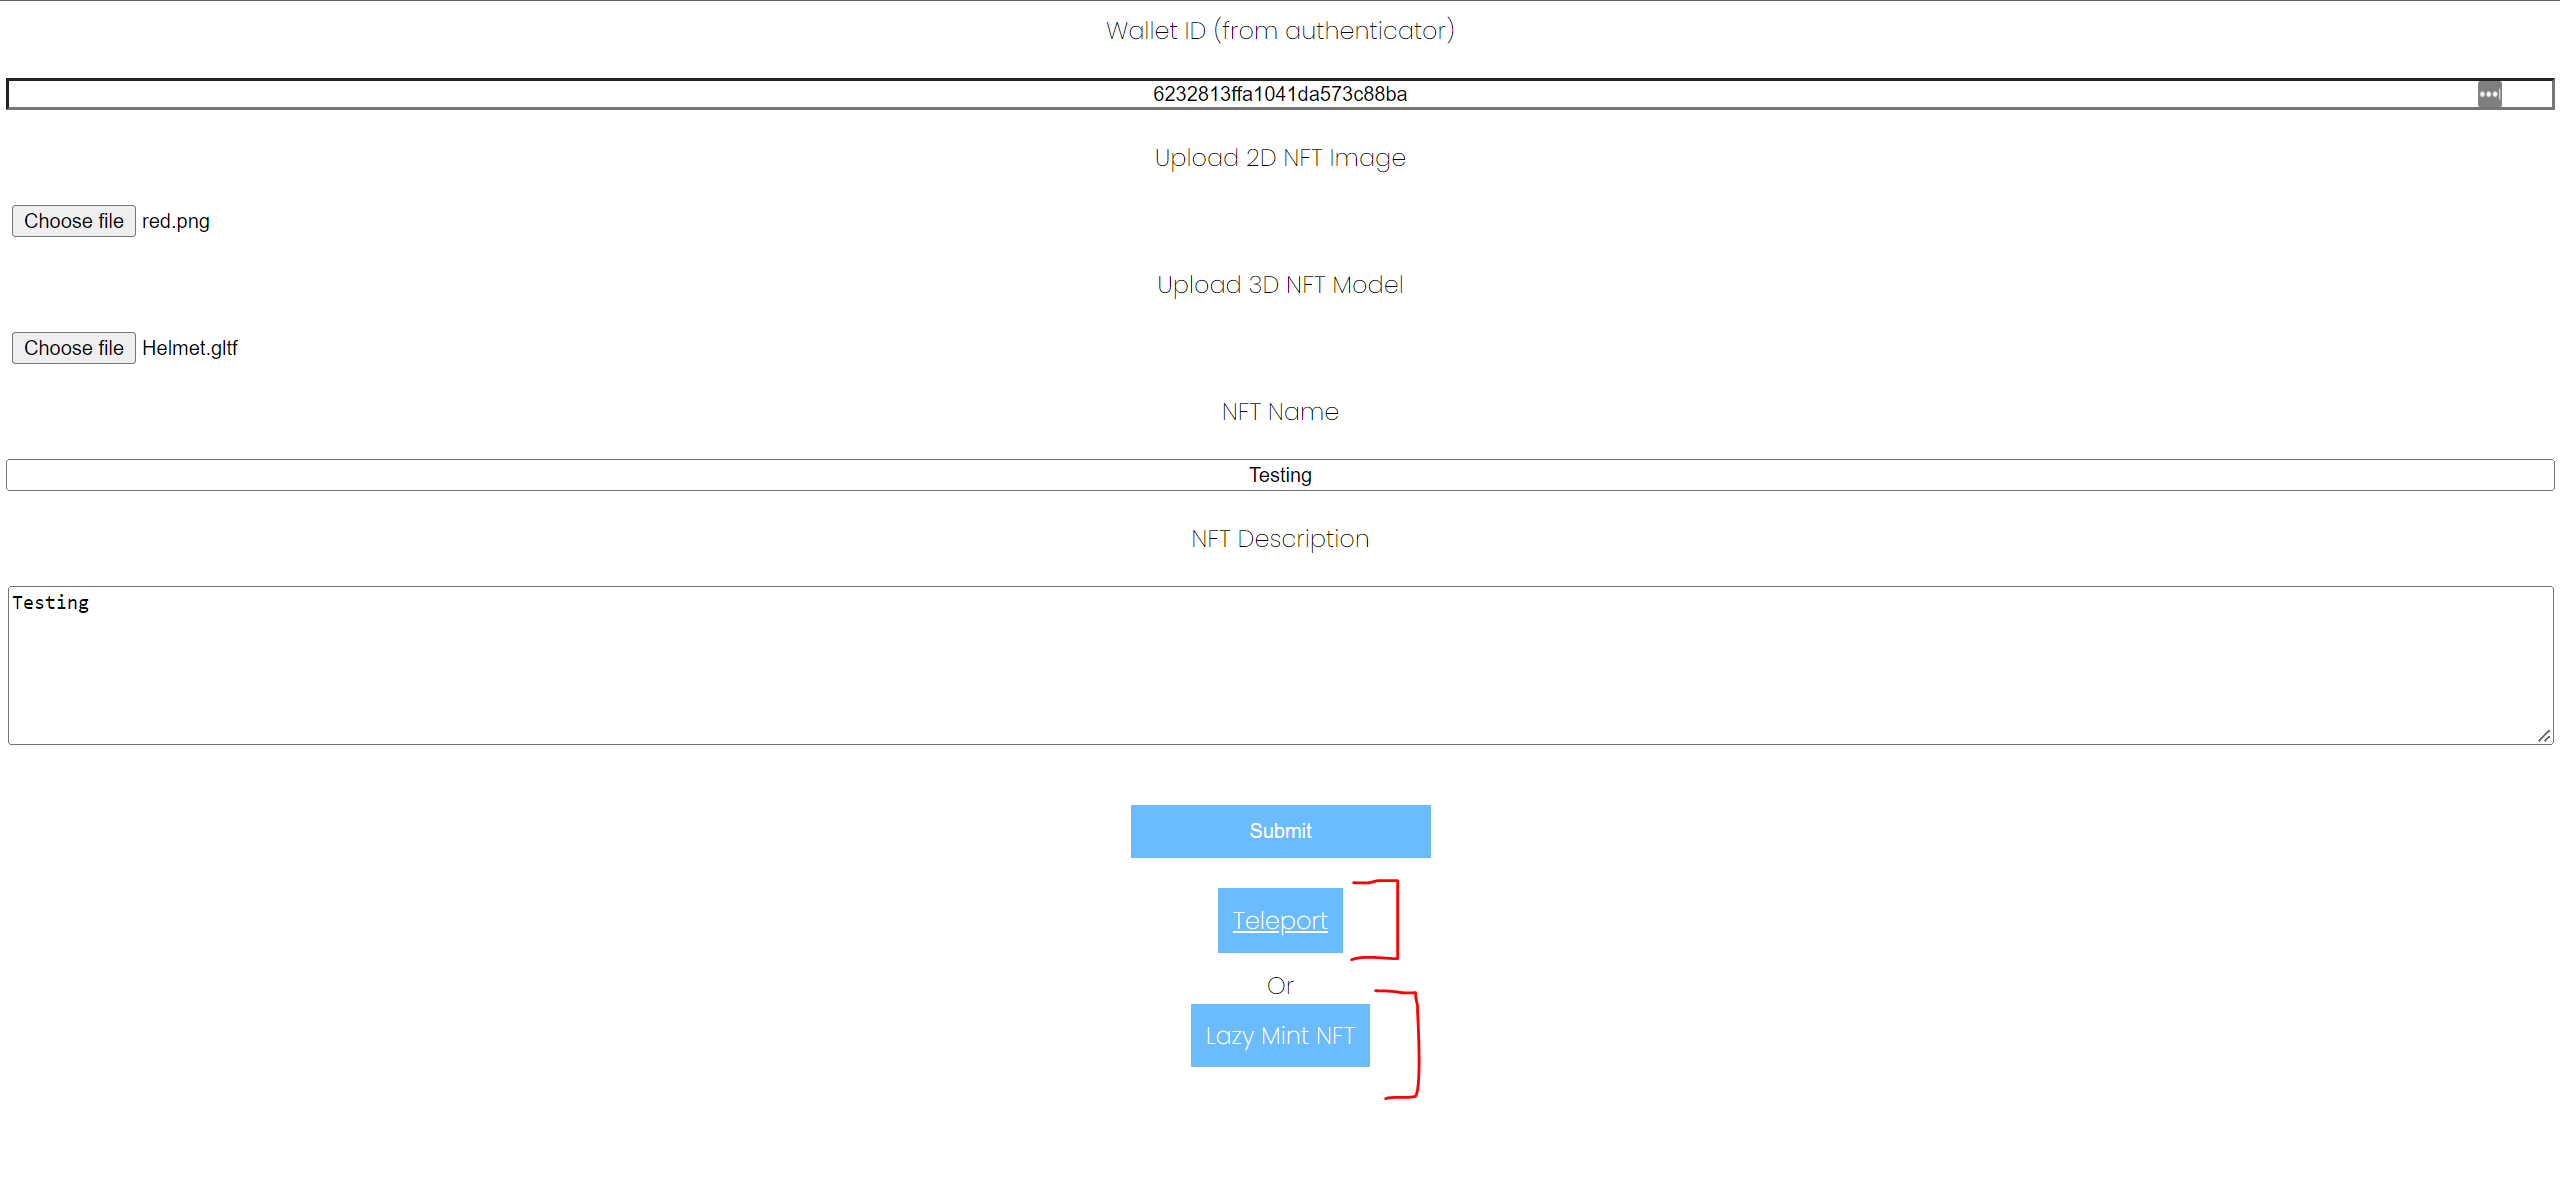 Wallet ID (from authenticator)
6232813ffa1041da573c88ba
Upload 2D NFT Image
Choose file red.png
Upload 3D NFT Model
Choose file Helmet.gltf
NFT Name
Testing
NFT Description
Testing
Submit
Teleport
Or
Lazy Mint NFT